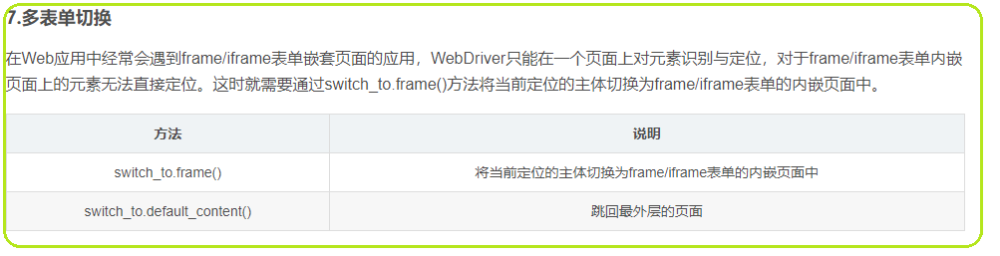 7.多表单切换
在Web应用中经常会遇到frame/iframe表单嵌套页面的应用，WebDriver只能在一个页面上对元素识别与定位，对于frame/iframe表单内嵌
页面上的元素无法直接定位。这时就需要通过switch_to.frame()方法将当前定位的主体切换为frame/iframe表单的内嵌页面中。
方法 说明
switch_to.frame() 将当前定位的主体切换为frame/iframe表单的内嵌页面中
switch_to.default_content() 跳回最外层的页面